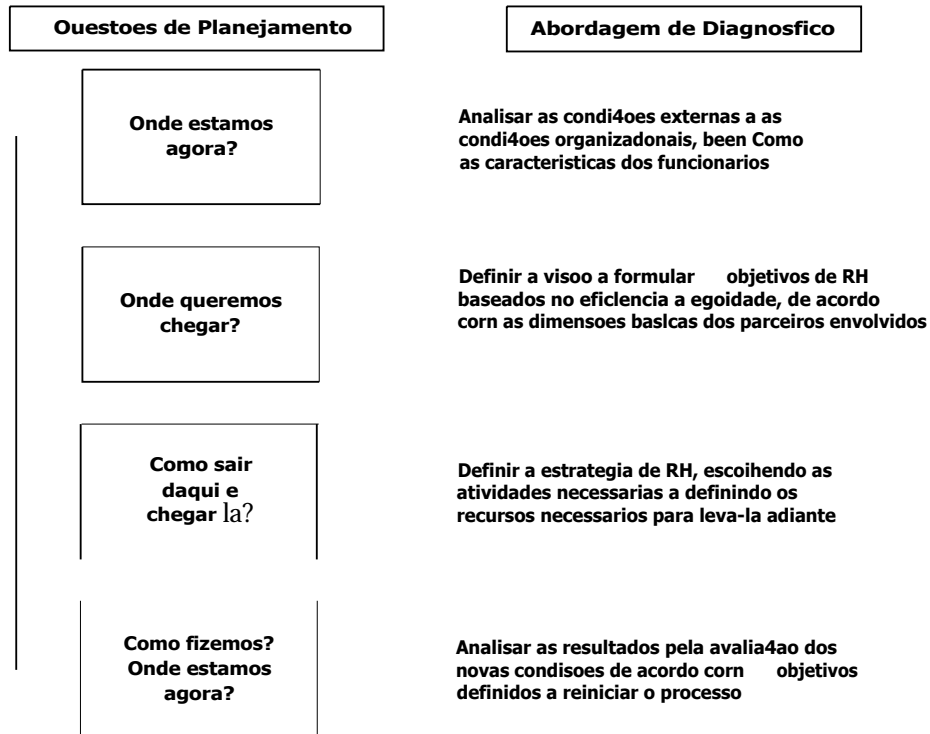 Ouestoes de Planejamento
Abordagem de Diagnosfico
Onde estamos
agora?
Analisar as condi4oes externas a as
condi4oes organizadonais, been Como
as caracteristicas dos funcionarios
Onde queremos
chegar?
Definir a visoo a formular objetivos de RH
baseados no eficlencia a egoidade, de acordo
corn as dimensoes baslcas dos parceiros envolvidos
Como sair
daqui e
chegar la?
Definir a estrategia de RH, escoihendo as
atividades necessarias a definindo os
recursos necessarios para leva-la adiante
Como fizemos?
Onde estamos
agora?
Analisar as resultados pela avalia4ao dos
novas condisoes de acordo corn objetivos
definidos a reiniciar o processo